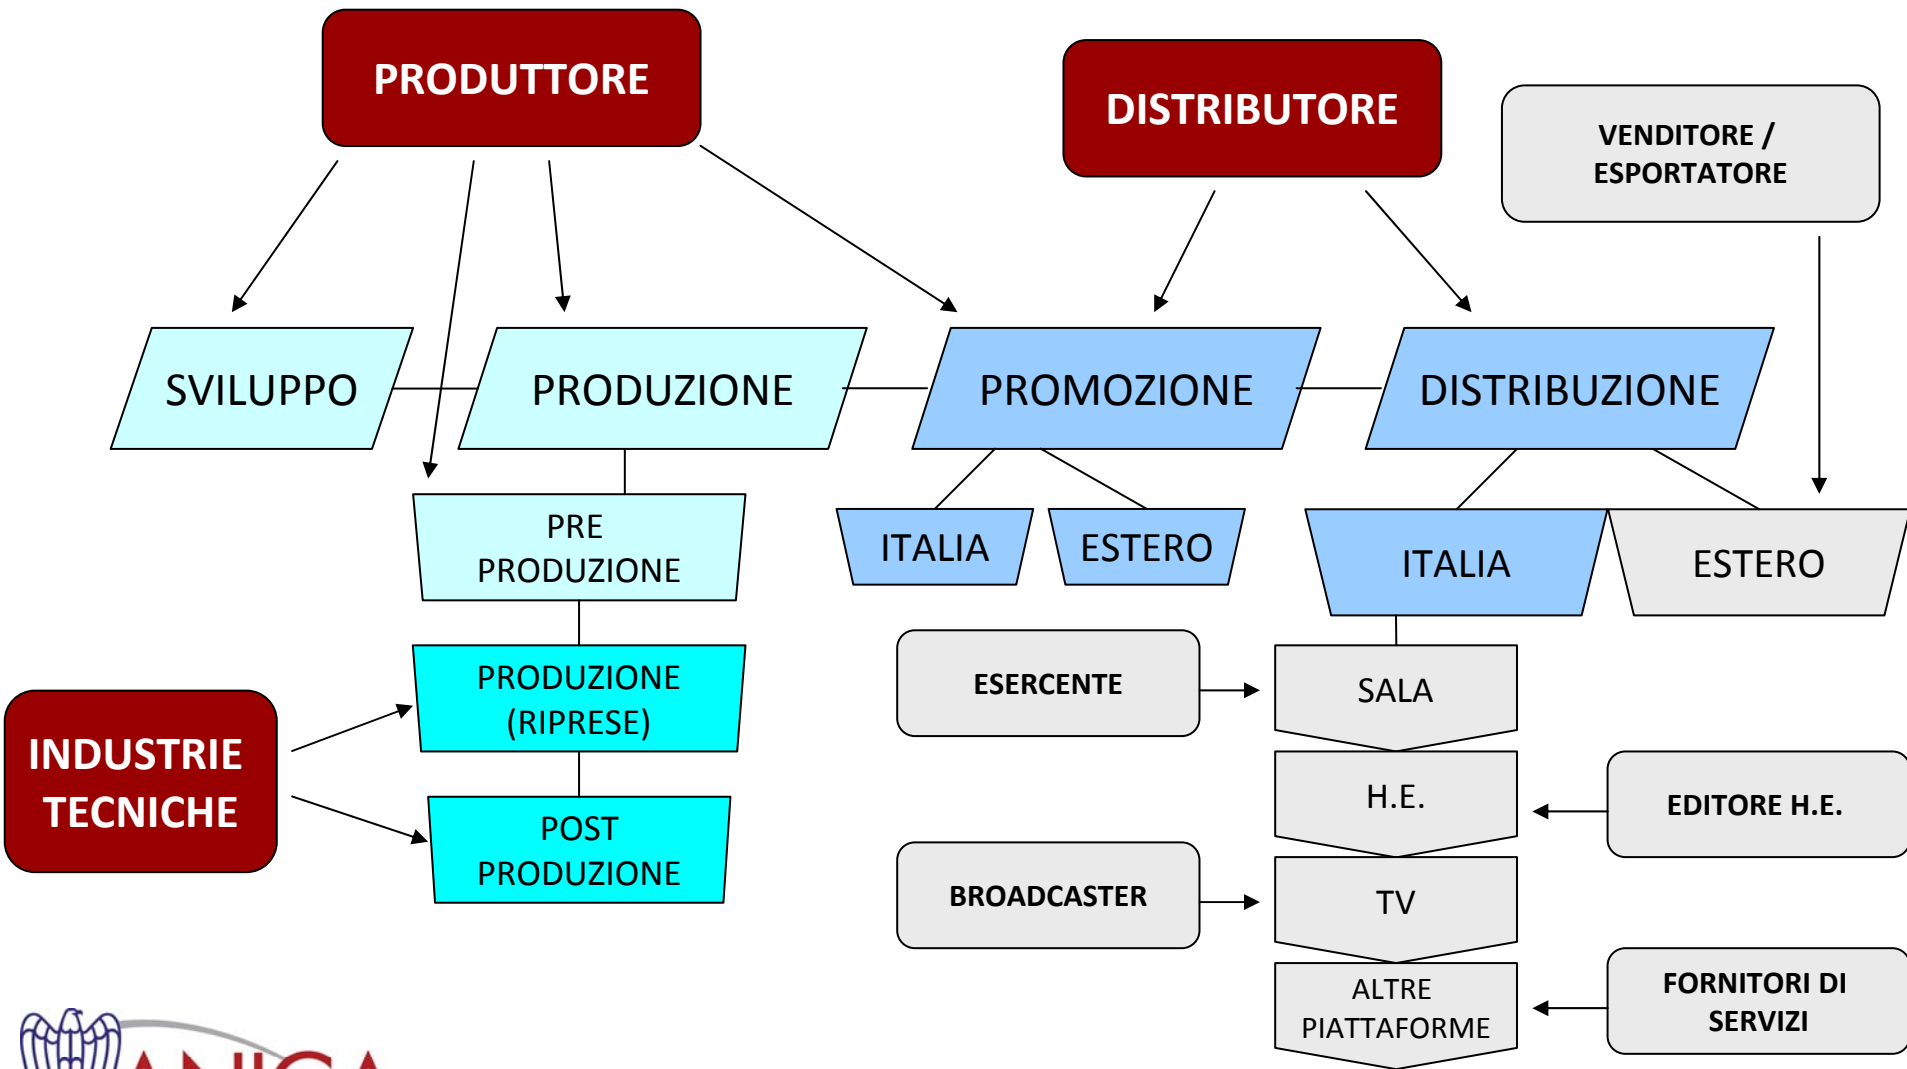 PRODUTTORE
DISTRIBUTORE
VENDITORE /
ESPORTATORE
SVILUPPO
PRODUZIONE
PROMOZIONE
DISTRIBUZIONE
PRE
PRODUZIONE
ITALIA
ESTERO
ITALIA
ESTERO
PRODUZIONE
(RIPRESE)
ESERCENTE
SALA
INDUSTRIE
TECNICHE
H.E.
EDITORE H.E.
POST
PRODUZIONE
BROADCASTER
TV
ALTRE
PIATTAFORME
FORNITORI DI
SERVIZI